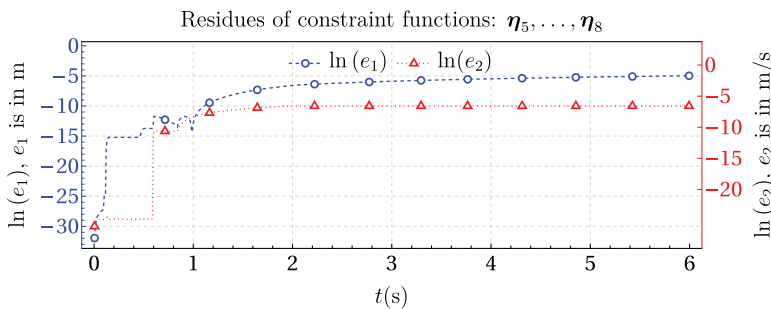 Residues of constraint functions: η₅, . . . , η₈
ln (e₁), e₁ is in m
0
−5
−10
−15
−20
−25
−30
ln (e₁)
ln(e₂)
0
−5
−10
−15
−20
ln (e₂), e₂ is in m/s
0 1 2 3 4 5 6
t(s)